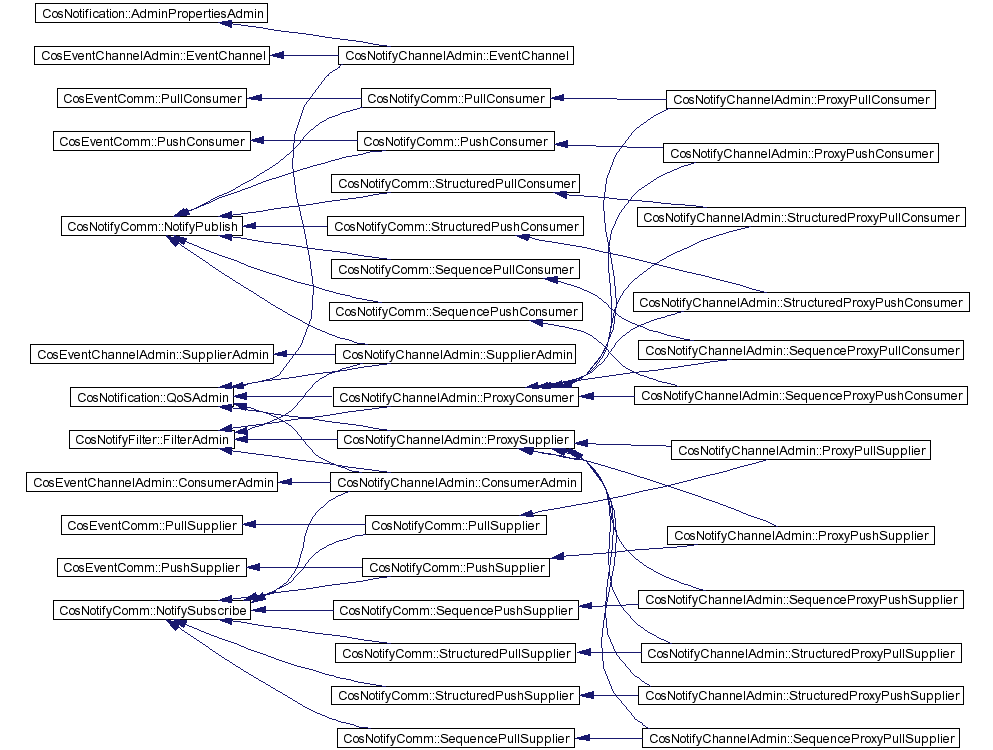 CosNotification::AdminPropertiesAdmin
CosEventChannelAdmin::EventChannel
CosNotifyChannelAdmin::EventChannel
CosEventComm::PullConsumer
CosNotifyComm::PullConsumer
CosNotifyChannelAdmin::ProxyPullConsumer
CosEventComm::PushConsumer
CosNotifyComm::PushConsumer
CosNotifyChannelAdmin::ProxyPushConsumer
CosNotifyComm::StructuredPullConsumer
CosNotifyChannelAdmin::StructuredProxyPullConsumer
CosNotifyComm::NotifyPublish
CosNotifyComm::StructuredPushConsumer
CosNotifyComm::SequencePullConsumer
CosNotifyChannelAdmin::StructuredProxyPushConsumer
CosNotifyComm::SequencePushConsumer
CosEventChannelAdmin::SupplierAdmin
CosNotifyChannelAdmin::SupplierAdmin
CosNotifyChannelAdmin::SequenceProxyPullConsumer
CosNotification::QoSAdmin
CosNotifyChannelAdmin::ProxyConsumer
CosNotifyChannelAdmin::SequenceProxyPushConsumer
CosNotifyFilter::FilterAdmin
CosNotifyChannelAdmin::ProxySupplier
CosNotifyChannelAdmin::ProxyPullSupplier
CosEventChannelAdmin::ConsumerAdmin
CosNotifyChannelAdmin::ConsumerAdmin
CosEventComm::PullSupplier
CosNotifyComm::PullSupplier
CosNotifyChannelAdmin::ProxyPushSupplier
CosEventComm::PushSupplier
CosNotifyComm::PushSupplier
CosNotifyComm::NotifySubscribe
CosNotifyComm::SequencePushSupplier
CosNotifyChannelAdmin::SequenceProxyPushSupplier
CosNotifyComm::StructuredPullSupplier
CosNotifyChannelAdmin::StructuredProxyPullSupplier
CosNotifyComm::StructuredPushSupplier
CosNotifyChannelAdmin::StructuredProxyPushSupplier
CosNotifyComm::SequencePullSupplier
CosNotifyChannelAdmin::SequenceProxyPullSupplier